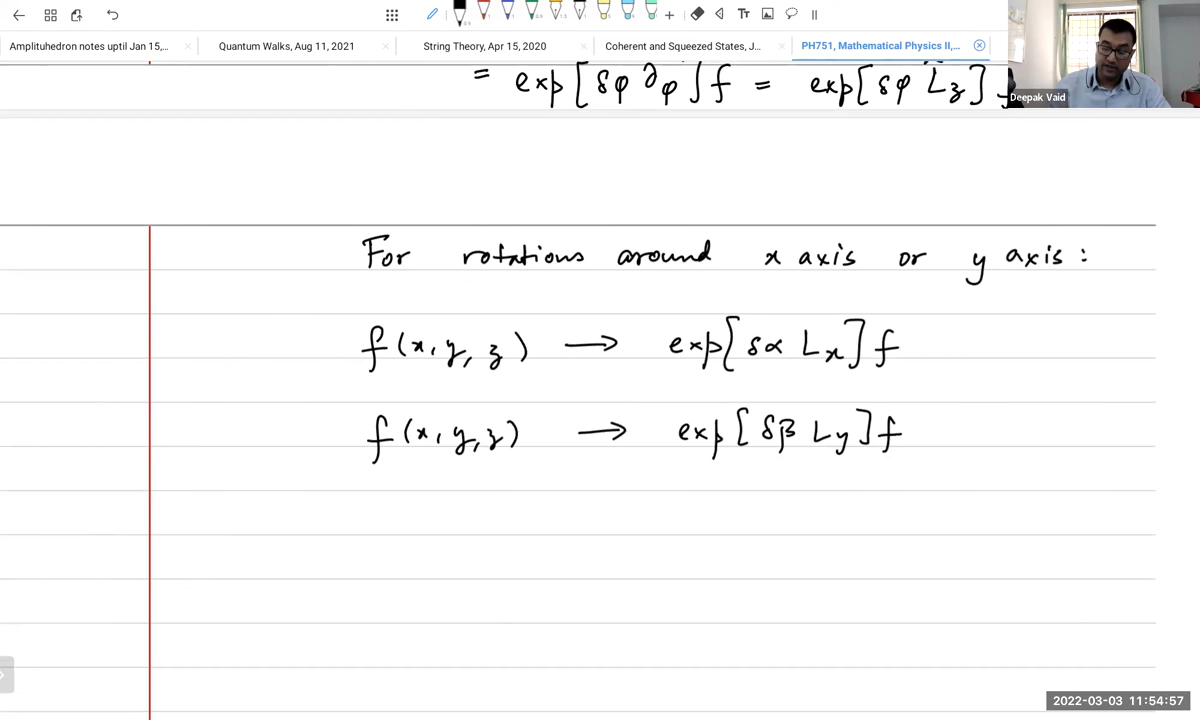 Amplituhedron notes uptil Jan 15,... Quantum Walks, Aug 11, 2021 String Theory, Apr 15, 2020 Coherent and Squeezed States, J... PH751, Mathematical Physics II,...
= exp[δφ ∂φ]f = exp[δφ Lz]
Deepak Vaid
For rotations around x axis or y axis:
f(x, y, z) → exp[δα Lx]f
f(x, y, z) → exp[δβ Ly]f
2022-03-03 11:54:57